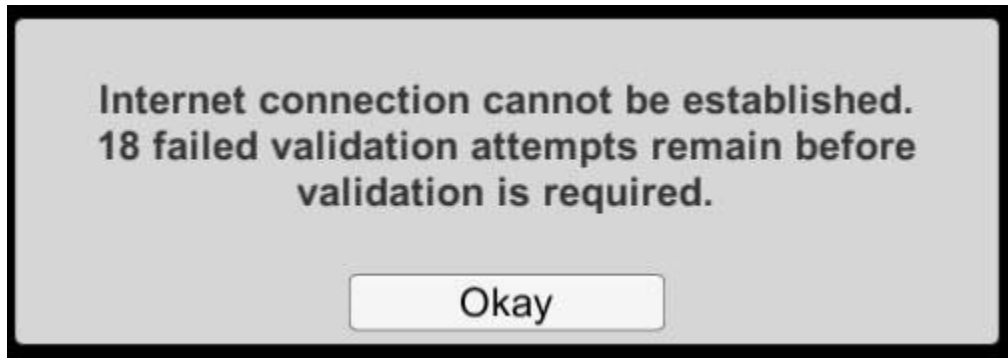 Internet connection cannot be established.
18 failed validation attempts remain before
validation is required.
Okay